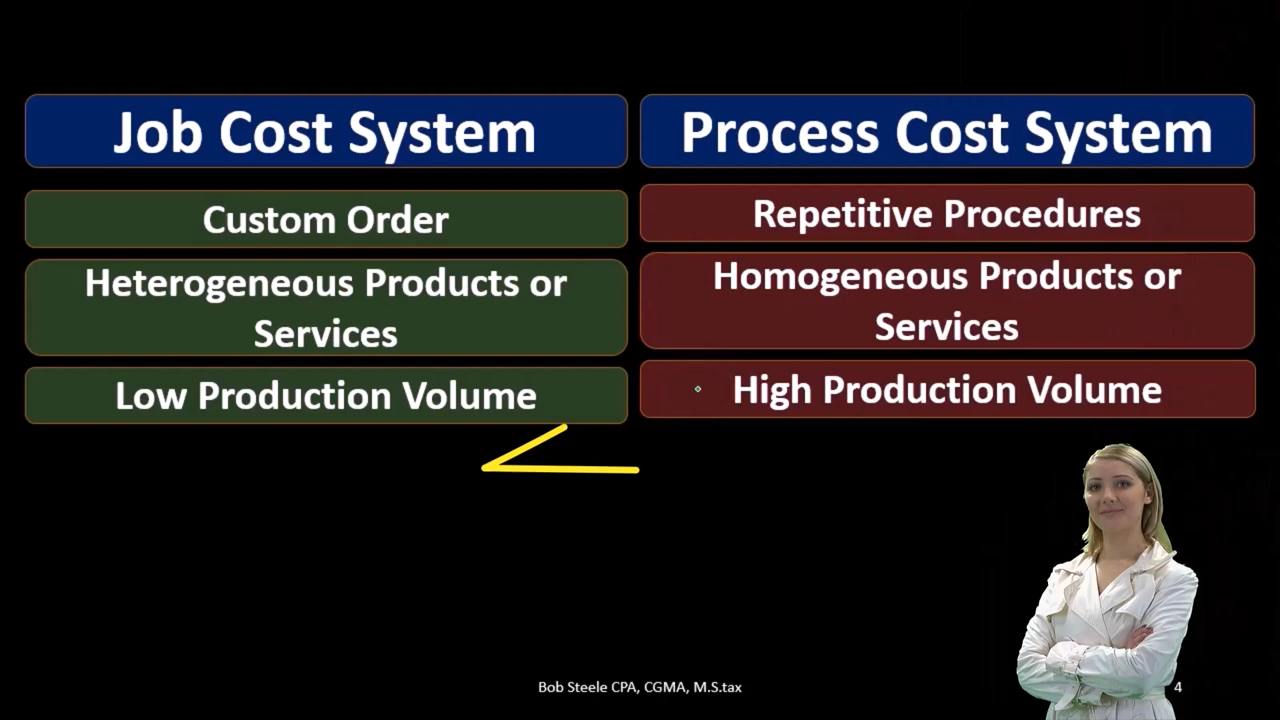 Job Cost System
Process Cost System
Custom Order
Repetitive Procedures
Heterogeneous Products or
Services
Homogeneous Products or
Services
Low Production Volume
High Production Volume
Bob Steele CPA, CGMA, M.S.tax
4